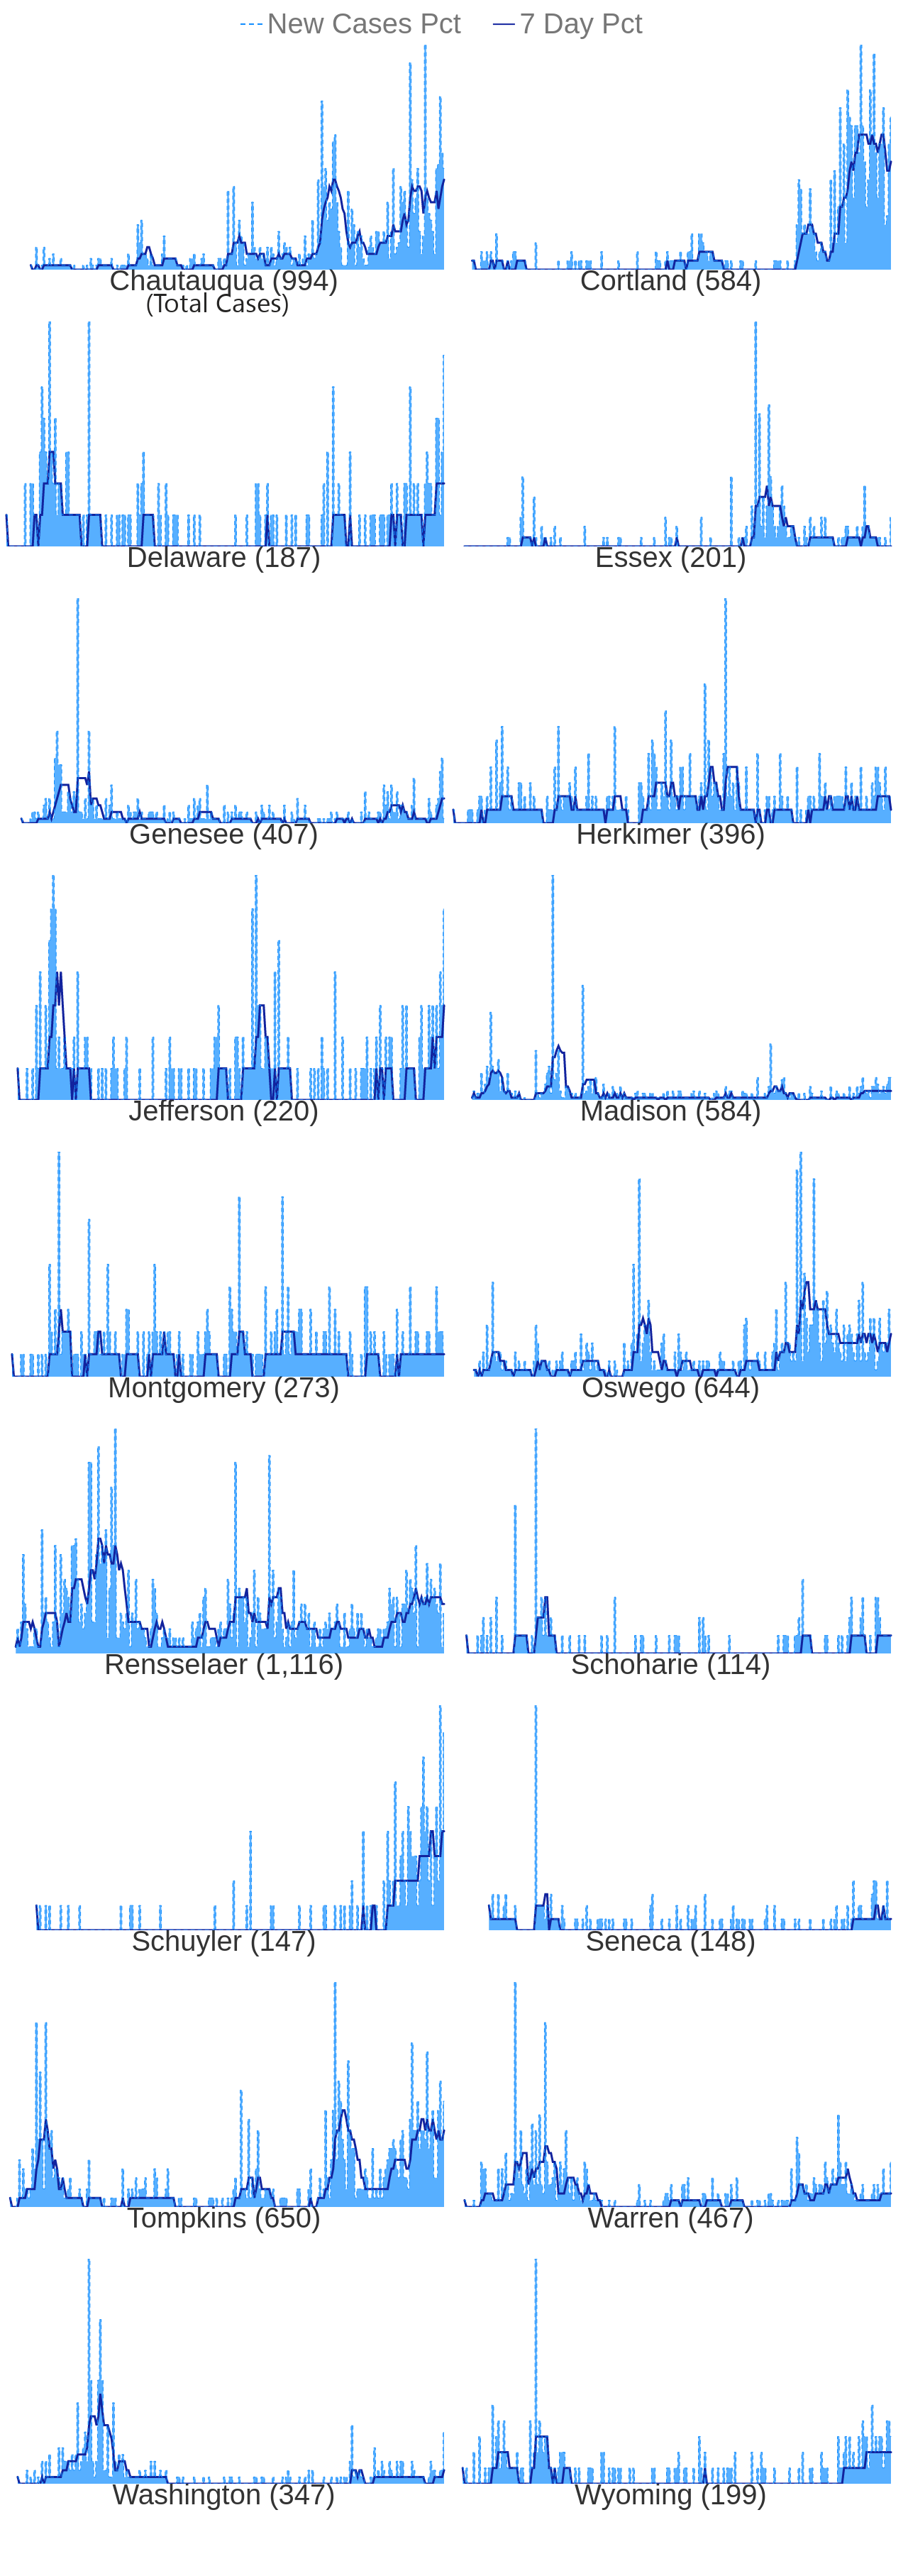 New Cases Pct 7 Day Pct
Chautauqua (994) Cortland (584)
(Total Cases)
Delaware (187) Essex (201)
Genesee (407) Herkimer (396)
Jefferson (220) Madison (584)
Montgomery (273) Oswego (644)
Rensselaer (1,116) Schoharie (114)
Schuyler (147) Seneca (148)
Tompkins (650) Warren (467)
Washington (347) Wyoming (199)